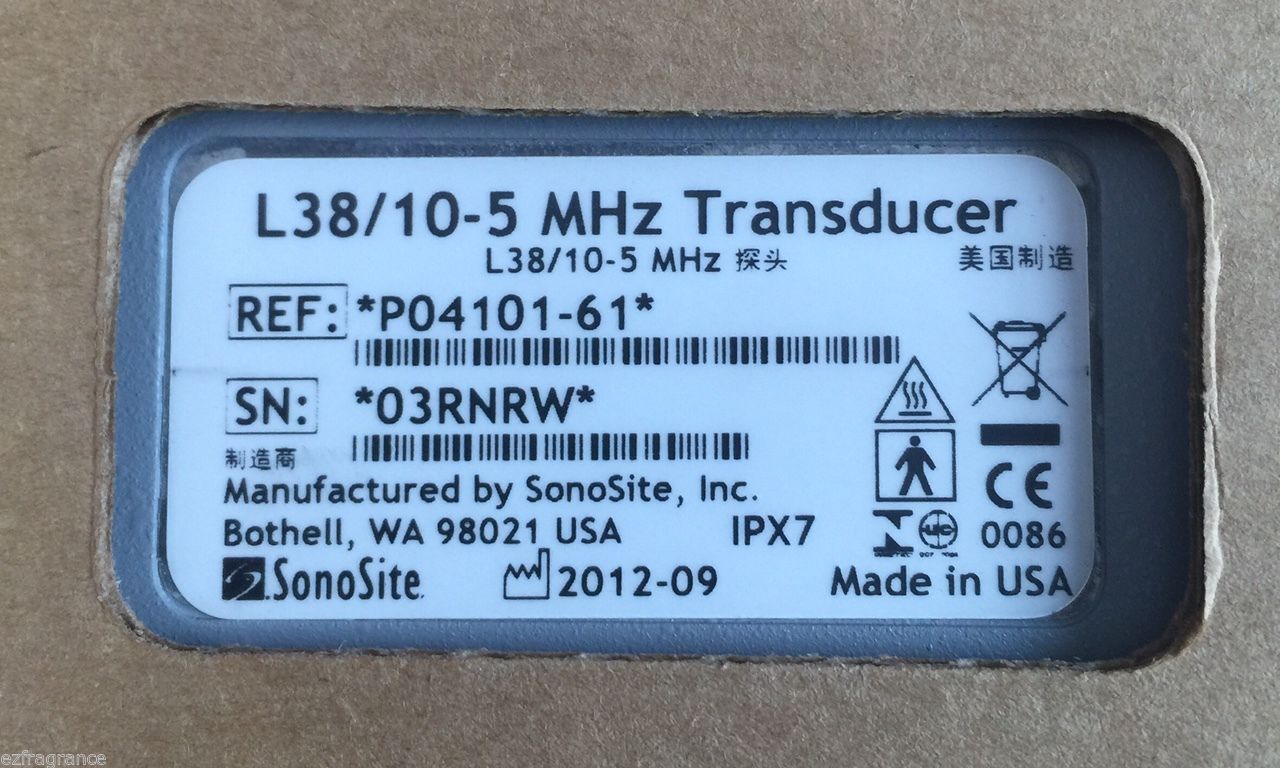 L38/10-5 MHz Transducer
L38/10-5 MHz 探头 美国制造
REF: *P04101-61*
SN: *03RNRW*
制造商
Manufactured by SonoSite, Inc.
Bothell, WA 98021 USA IPX7
CE
0086
SonoSite 2012-09 Made in USA
ezfragrance